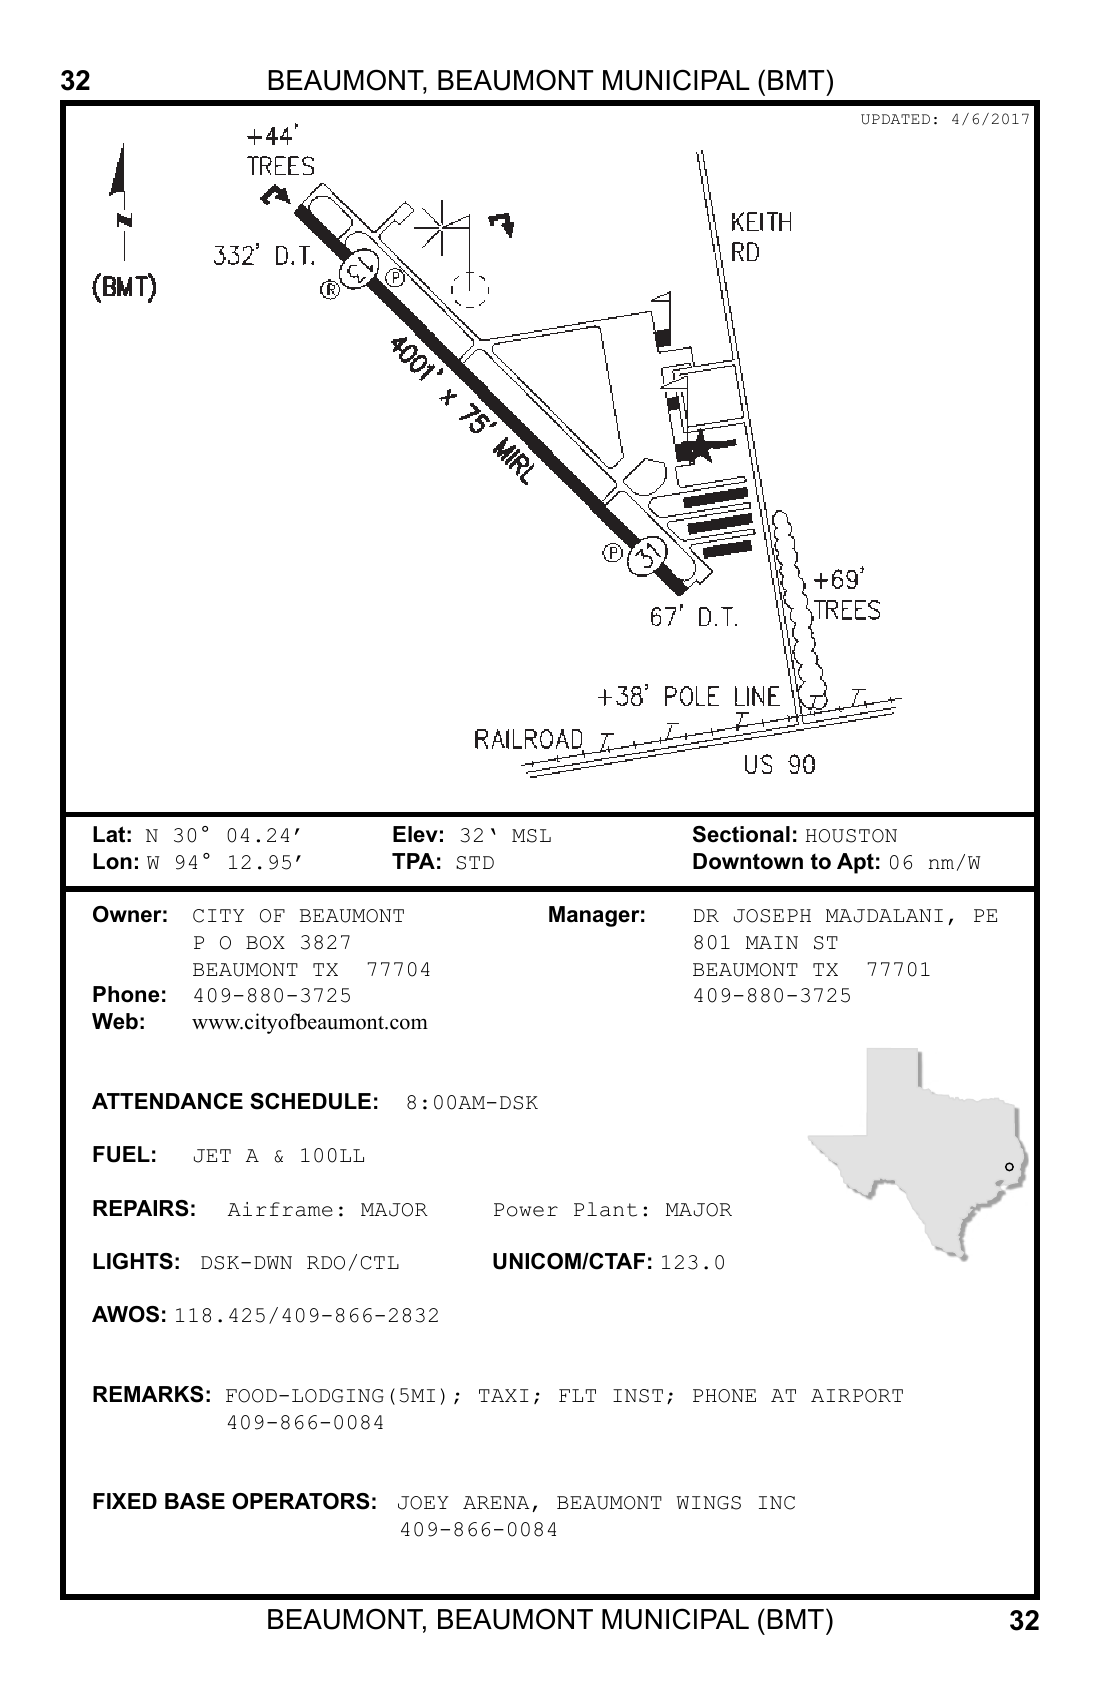 32 BEAUMONT, BEAUMONT MUNICIPAL (BMT)
UPDATED: 4/6/2017
+44'
TREES
N
(BMT)
332' D.T.
KEITH
RD
13
P
R
4001' x 75' MIRL
P
31
67' D.T.
+69'
TREES
+38' POLE LINE
RAILROAD
US 90
Lat: N 30° 04.24′ Elev: 32‘ MSL Sectional: HOUSTON
Lon: W 94° 12.95′ TPA: STD Downtown to Apt: 06 nm/W
Owner: CITY OF BEAUMONT Manager: DR JOSEPH MAJDALANI, PE
P O BOX 3827 801 MAIN ST
BEAUMONT TX 77704 BEAUMONT TX 77701
Phone: 409-880-3725 409-880-3725
Web: www.cityofbeaumont.com
ATTENDANCE SCHEDULE: 8:00AM-DSK
FUEL: JET A & 100LL
REPAIRS: Airframe: MAJOR Power Plant: MAJOR
LIGHTS: DSK-DWN RDO/CTL UNICOM/CTAF: 123.0
AWOS: 118.425/409-866-2832
REMARKS: FOOD-LODGING(5MI); TAXI; FLT INST; PHONE AT AIRPORT
409-866-0084
FIXED BASE OPERATORS: JOEY ARENA, BEAUMONT WINGS INC
409-866-0084
BEAUMONT, BEAUMONT MUNICIPAL (BMT) 32